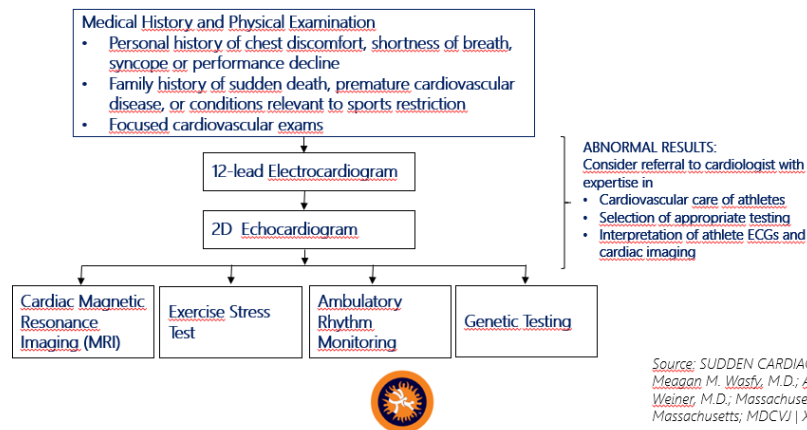 Medical History and Physical Examination
• Personal history of chest discomfort, shortness of breath,
syncope or performance decline
• Family history of sudden death, premature cardiovascular
disease, or conditions relevant to sports restriction
• Focused cardiovascular exams
12-lead Electrocardiogram
2D Echocardiogram
ABNORMAL RESULTS:
Consider referral to cardiologist with
expertise in
• Cardiovascular care of athletes
• Selection of appropriate testing
• Interpretation of athlete ECGs and
cardiac imaging
Cardiac Magnetic
Resonance
Imaging (MRI)
Exercise Stress
Test
Ambulatory
Rhythm
Monitoring
Genetic Testing
Source: SUDDEN CARDIAC
Meagan M. Wasfy, M.D.;
Weiner, M.D.; Massachuse
Massachusetts; MDCVJ |